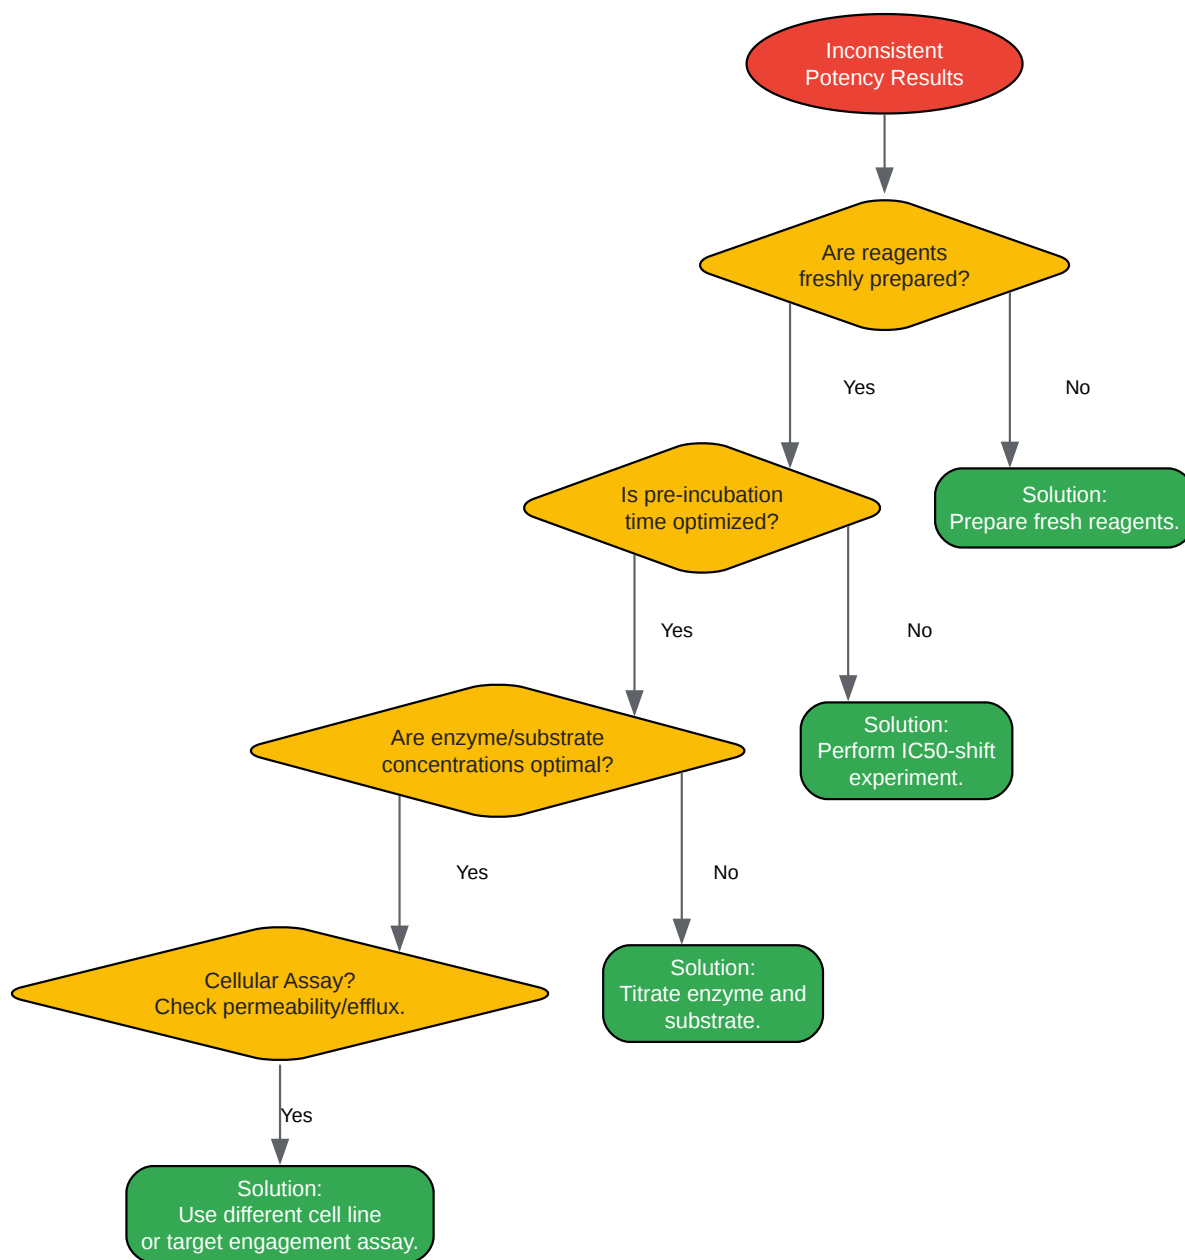 Inconsistent
Potency Results
Are reagents
freshly prepared?
Yes
No
Is pre-incubation
time optimized?
Solution:
Prepare fresh reagents.
Yes
No
Are enzyme/substrate
concentrations optimal?
Solution:
Perform IC50-shift
experiment.
Yes
No
Cellular Assay?
Check permeability/efflux.
Solution:
Titrate enzyme and
substrate.
Yes
Solution:
Use different cell line
or target engagement assay.